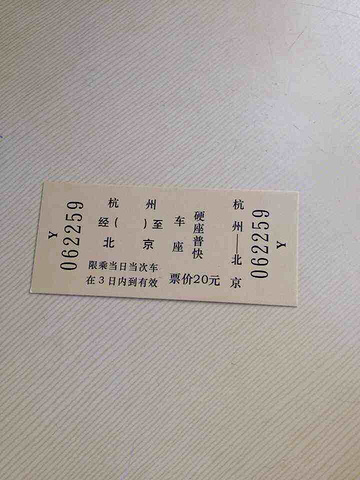 Y
062259
杭 州
经( )至
北 京
限乘当日当次车
在3日内到有效
车
座
硬座普快
票价20元
杭州—北京
062259
Y